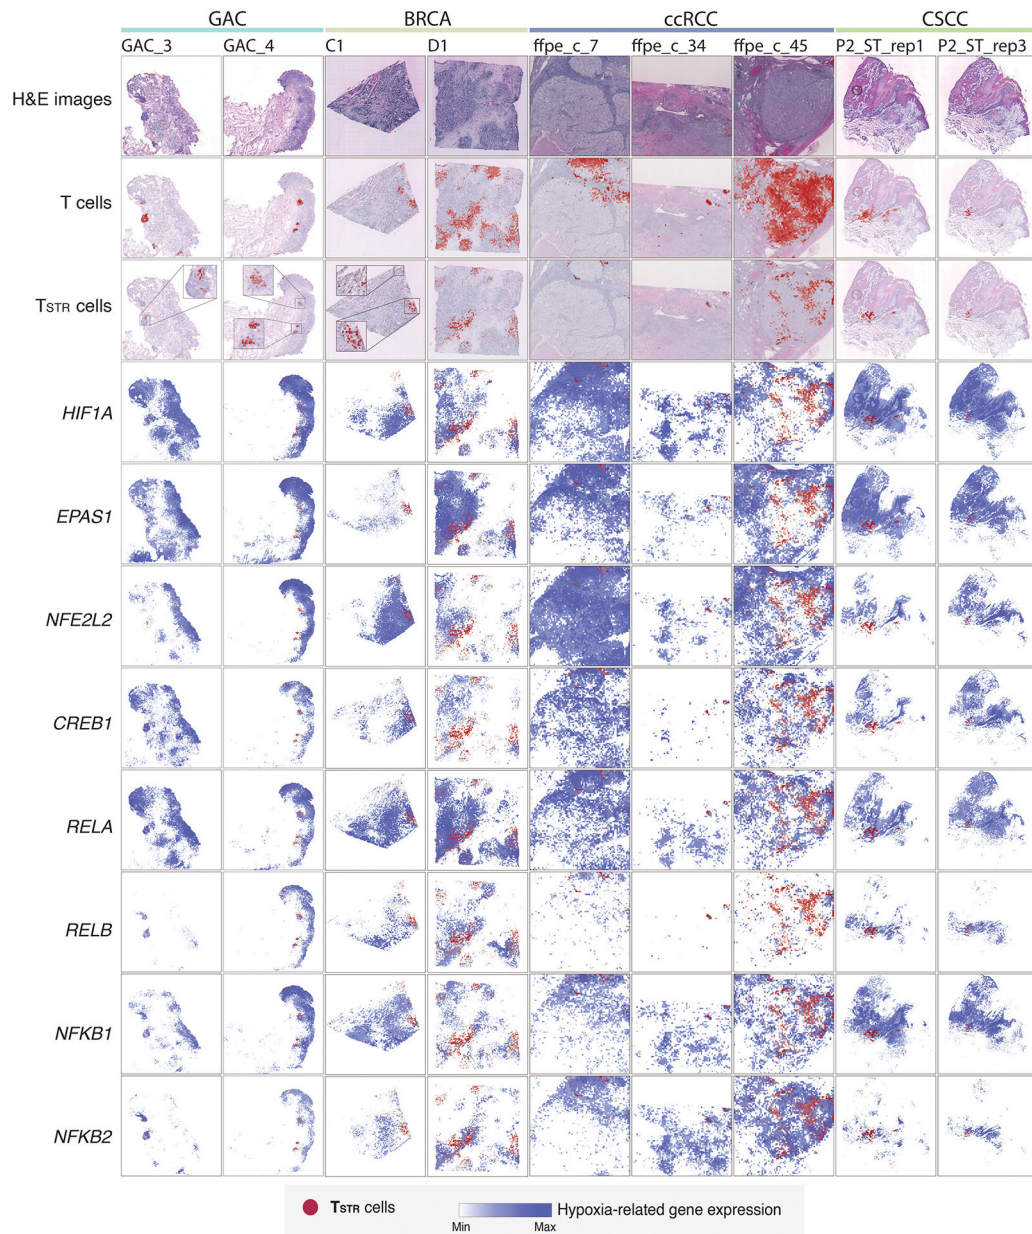 GAC BRCA ccRCC CSCC
GAC_3 GAC_4 C1 D1 ffpe_c_7 ffpe_c_34 ffpe_c_45 P2_ST_rep1 P2_ST_rep3
H&E images
T cells
TSTR cells
HIF1A
EPAS1
NFE2L2
CREB1
RELA
RELB
NFKB1
NFKB2
TSTR cells Hypoxia-related gene expression
Min Max